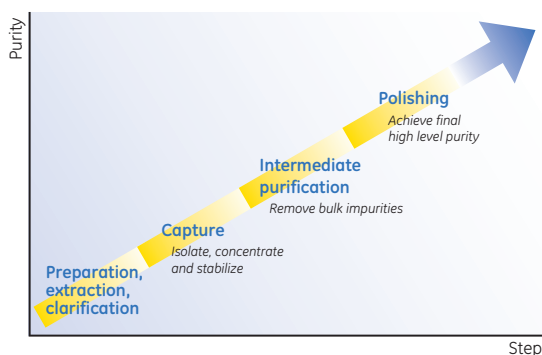 Purity
Polishing
Achieve final
high level purity
Intermediate
purification
Remove bulk impurities
Capture
Isolate, concentrate
and stabilize
Preparation,
extraction,
clarification
Step